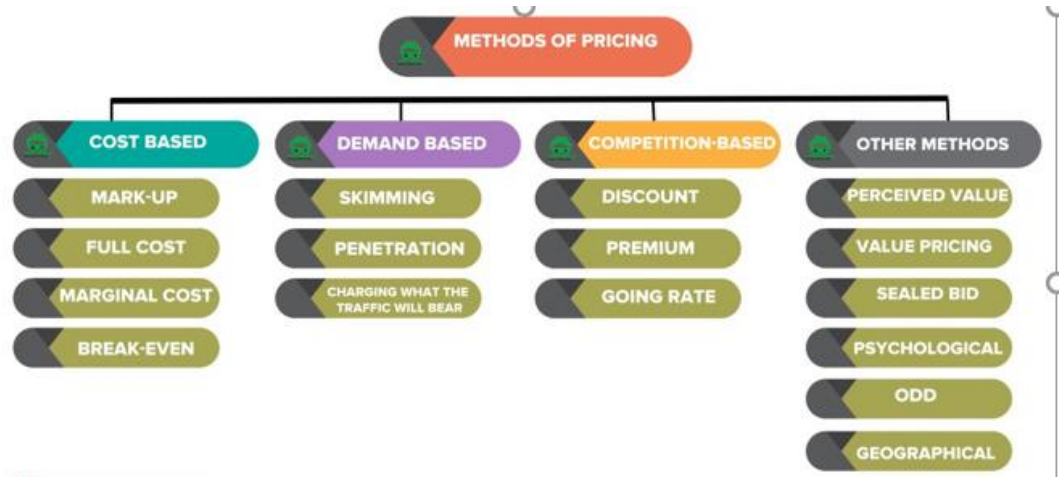 METHODS OF PRICING
COST BASED
MARK-UP
FULL COST
MARGINAL COST
BREAK-EVEN
DEMAND BASED
SKIMMING
PENETRATION
CHARGING WHAT THE
TRAFFIC WILL BEAR
COMPETITION-BASED
DISCOUNT
PREMIUM
GOING RATE
OTHER METHODS
PERCEIVED VALUE
VALUE PRICING
SEALED BID
PSYCHOLOGICAL
ODD
GEOGRAPHICAL